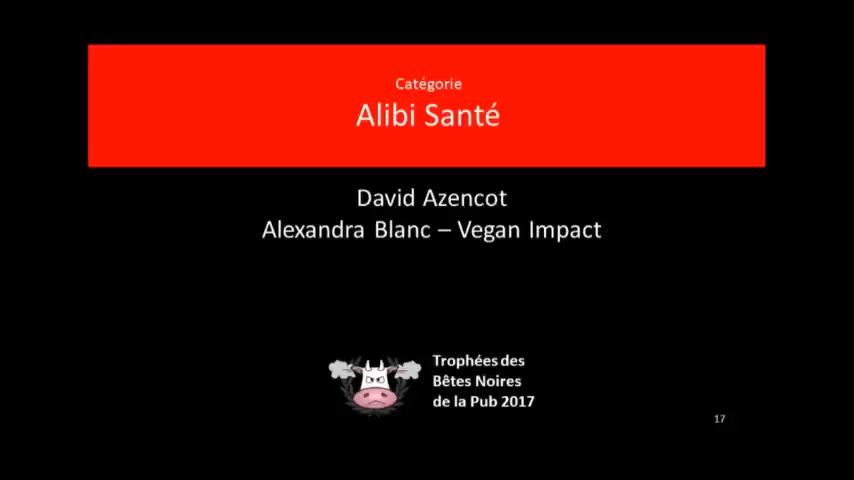 Catégorie
Alibi Santé
David Azencot
Alexandra Blanc – Vegan Impact
Trophées des
Bêtes Noires
de la Pub 2017
17